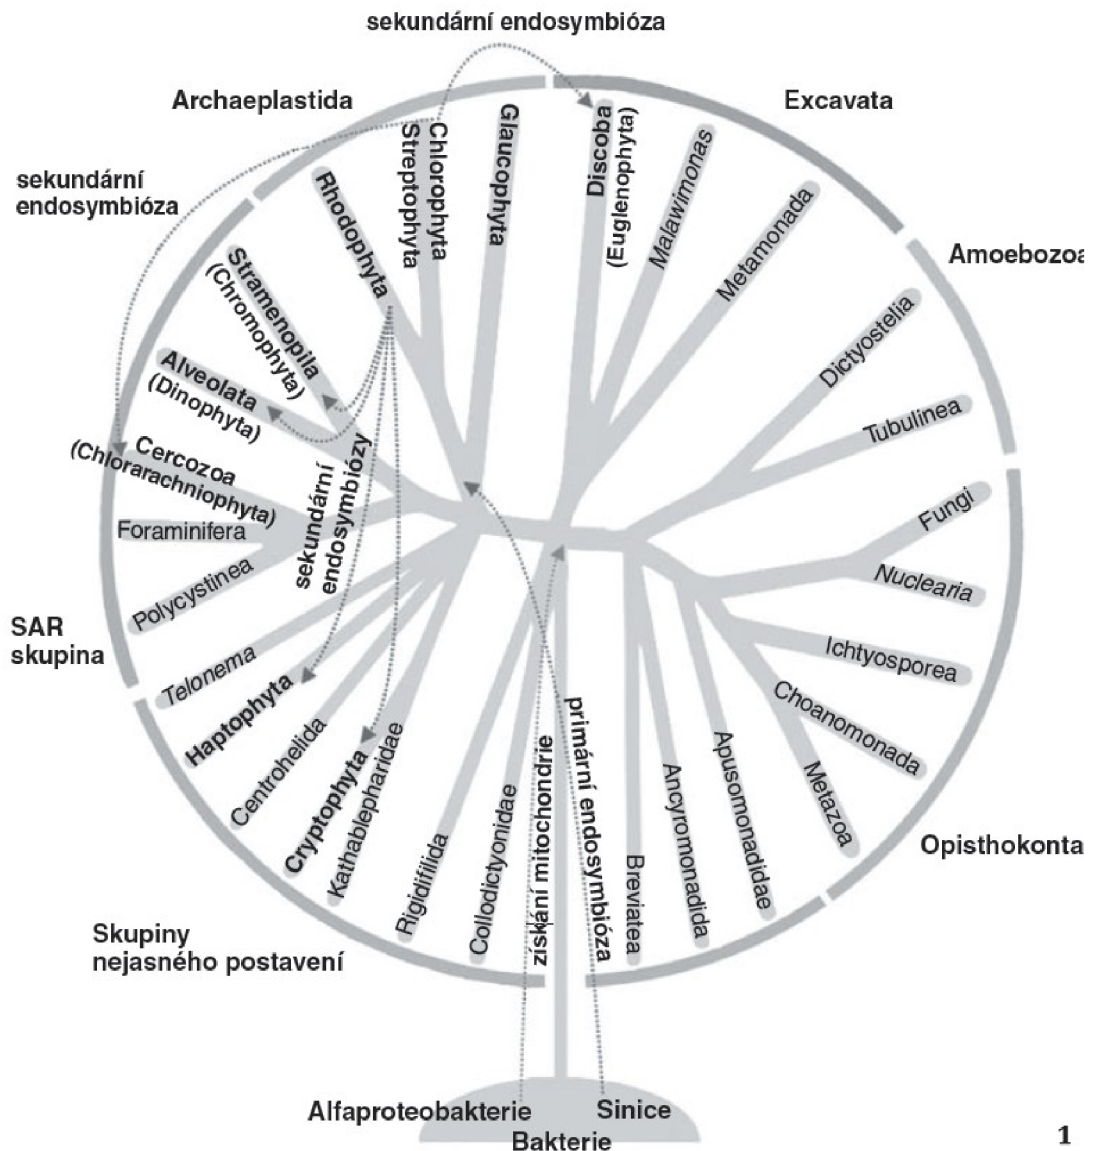 sekundární endosymbióza
Archaeplastida
Excavata
sekundární
endosymbióza
Amoebozoa
Rhodophyta
Streptophyta
Chlorophyta
Glaucophyta
Discoba
(Euglenophyta)
Malawimonas
Metamonada
Dictyostelia
Tubulinea
Stramenopila
(Chromophyta)
Alveolata
(Dinophyta)
Cercozoa
(Chlorarachniophyta)
Foraminifera
Polycystinea
sekundární
endosymbiózy
Fungi
Nuclearia
Ichtyosporea
Choanomonada
Metazoa
SAR
skupina
Telonema
Haptophyta
Centrohelida
Cryptophyta
Kathablepharidae
Rigidifilida
Collodictyonidae
získání mitochondrie
primární endosymbióza
Breviatea
Ancyromonadida
Apusomonadidae
Opisthokonta
Skupiny
nejasného postavení
Alfaproteobakterie
Sinice
Bakterie
1